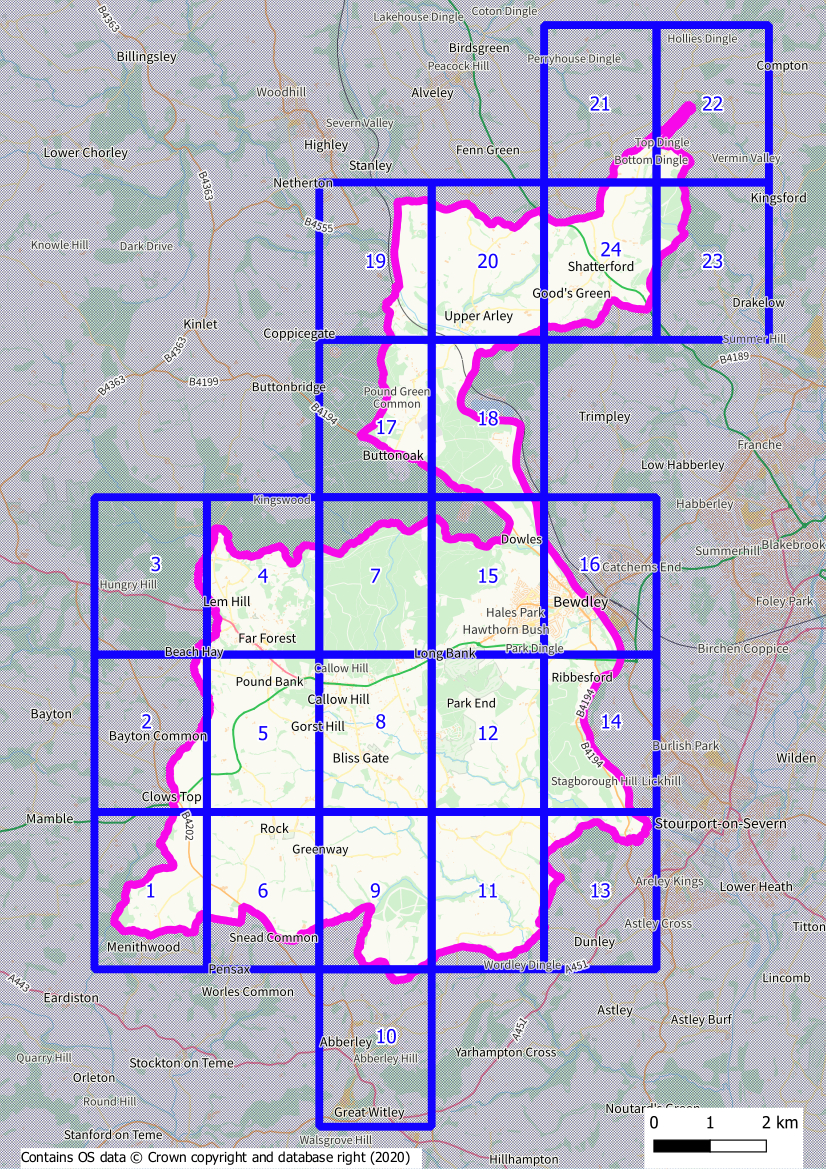 B4363
Lakehouse Dingle
Coton Dingle
Hollies Dingle
Billingsley
Birdsgreen
Peacock Hill
Perryhouse Dingle
Compton
Woodhill
Alveley
21
22
Severn Valley
Highley
Fenn Green
Top Dingle
Lower Chorley
Stanley
Bottom Dingle
Vermin Valley
B4363
Netherton
Kingsford
B4555
Knowle Hill
Dark Drive
19
20
24
23
Shatterford
Good's Green
Drakelow
Kinlet
Upper Arley
Coppicegate
Summer Hill
B4363
B4189
B4363
B4199
Buttonbridge
Pound Green
Common
B4194
17
18
Trimpley
Franche
Buttonoak
Low Habberley
Kingswood
Habberley
Dowles
Summerhill
Blakebrook
3
4
7
15
16
Catchems End
Hungry Hill
Lem Hill
Hales Park
Bewdley
Foley Park
Hawthorn Bush
Far Forest
Beach Hay
Long Bank
Park Dingle
Birchen Coppice
Callow Hill
Pound Bank
Ribbesford
Callow Hill
Park End
B4194
Bayton
2
Bayton Common
5
Gorst Hill
8
12
14
Burlish Park
Bliss Gate
B4194
Wilden
Stagborough Hill
Lickhill
Clows Top
Mamble
B4202
Rock
Stourport-on-Severn
Greenway
1
6
9
11
13
Areley Kings
Lower Heath
Astley Cross
Titton
Menithwood
Snead Common
Dunley
Pensax
Wordley Dingle
A451
A443
Eardiston
Worles Common
Lincomb
Astley
Astley Burf
A451
10
Abberley
Abberley Hill
Yarhampton Cross
Quarry Hill
Stockton on Teme
Orleton
Round Hill
Great Witley
Noutard's Green
0 1 2 km
Stanford on Teme
Walsgrove Hill
Contains OS data © Crown copyright and database right (2020)
Hillhampton